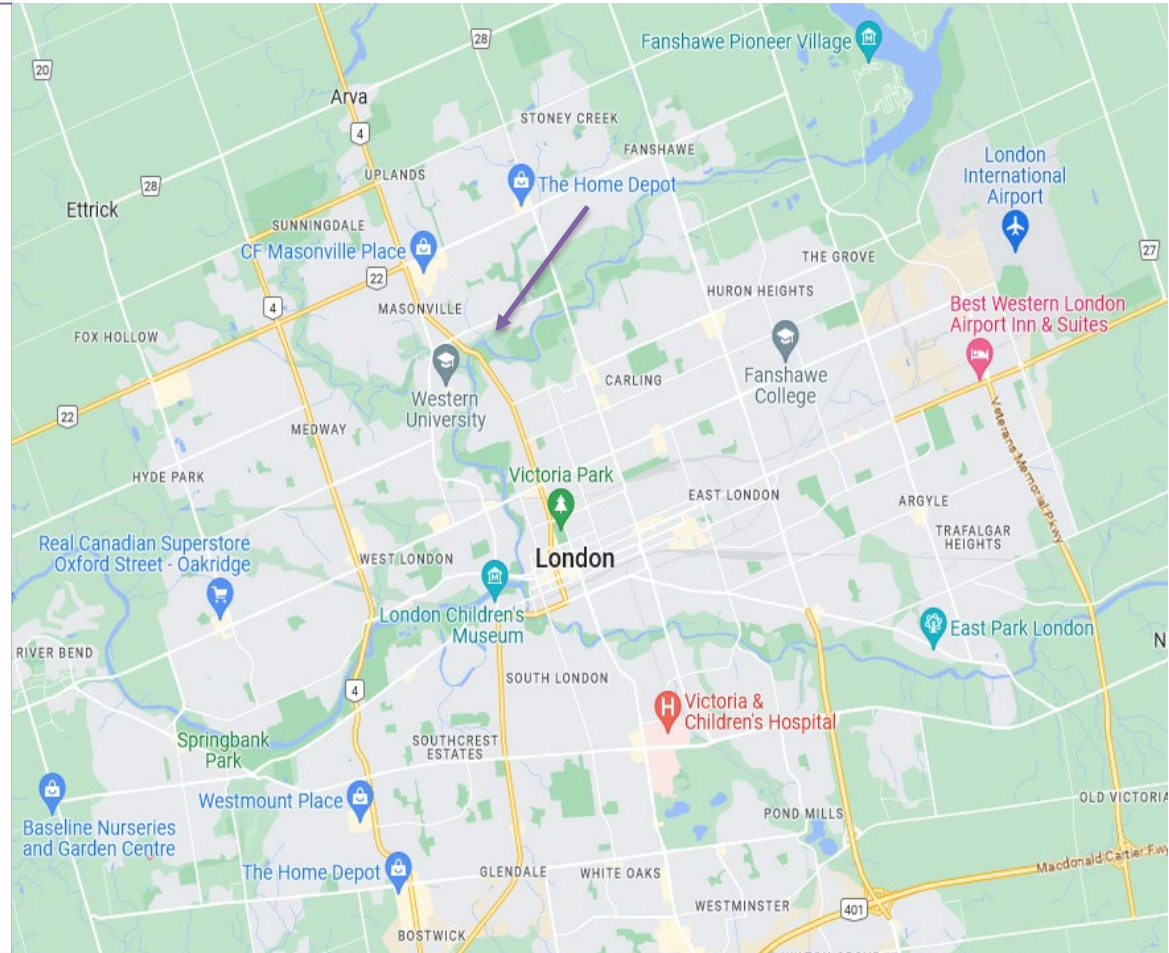 28
Fanshawe Pioneer Village
20
Arva
4
STONEY CREEK
FANSHAWE
London
International
Airport
UPLANDS
The Home Depot
28
Ettrick
SUNNINGDALE
CF Masonville Place
THE GROVE
27
22
HURON HEIGHTS
4
MASONVILLE
Best Western London
Airport Inn & Suites
FOX HOLLOW
Western
University
CARLING
Fanshawe
College
22
MEDWAY
Veterans Memorial Pkwy
HYDE PARK
Victoria Park
EAST LONDON
ARGYLE
TRAFALGAR
HEIGHTS
Real Canadian Superstore
Oxford Street - Oakridge
WEST LONDON
London
London Children's
Museum
East Park London
RIVER BEND
N
SOUTH LONDON
4
Victoria &
Children's Hospital
Springbank
Park
SOUTHCREST
ESTATES
Westmount Place
POND MILLS
OLD VICTORIA
Baseline Nurseries
and Garden Centre
The Home Depot
GLENDALE
WHITE OAKS
Macdonald-Cartier Fwy
WESTMINSTER
401
BOSTWICK